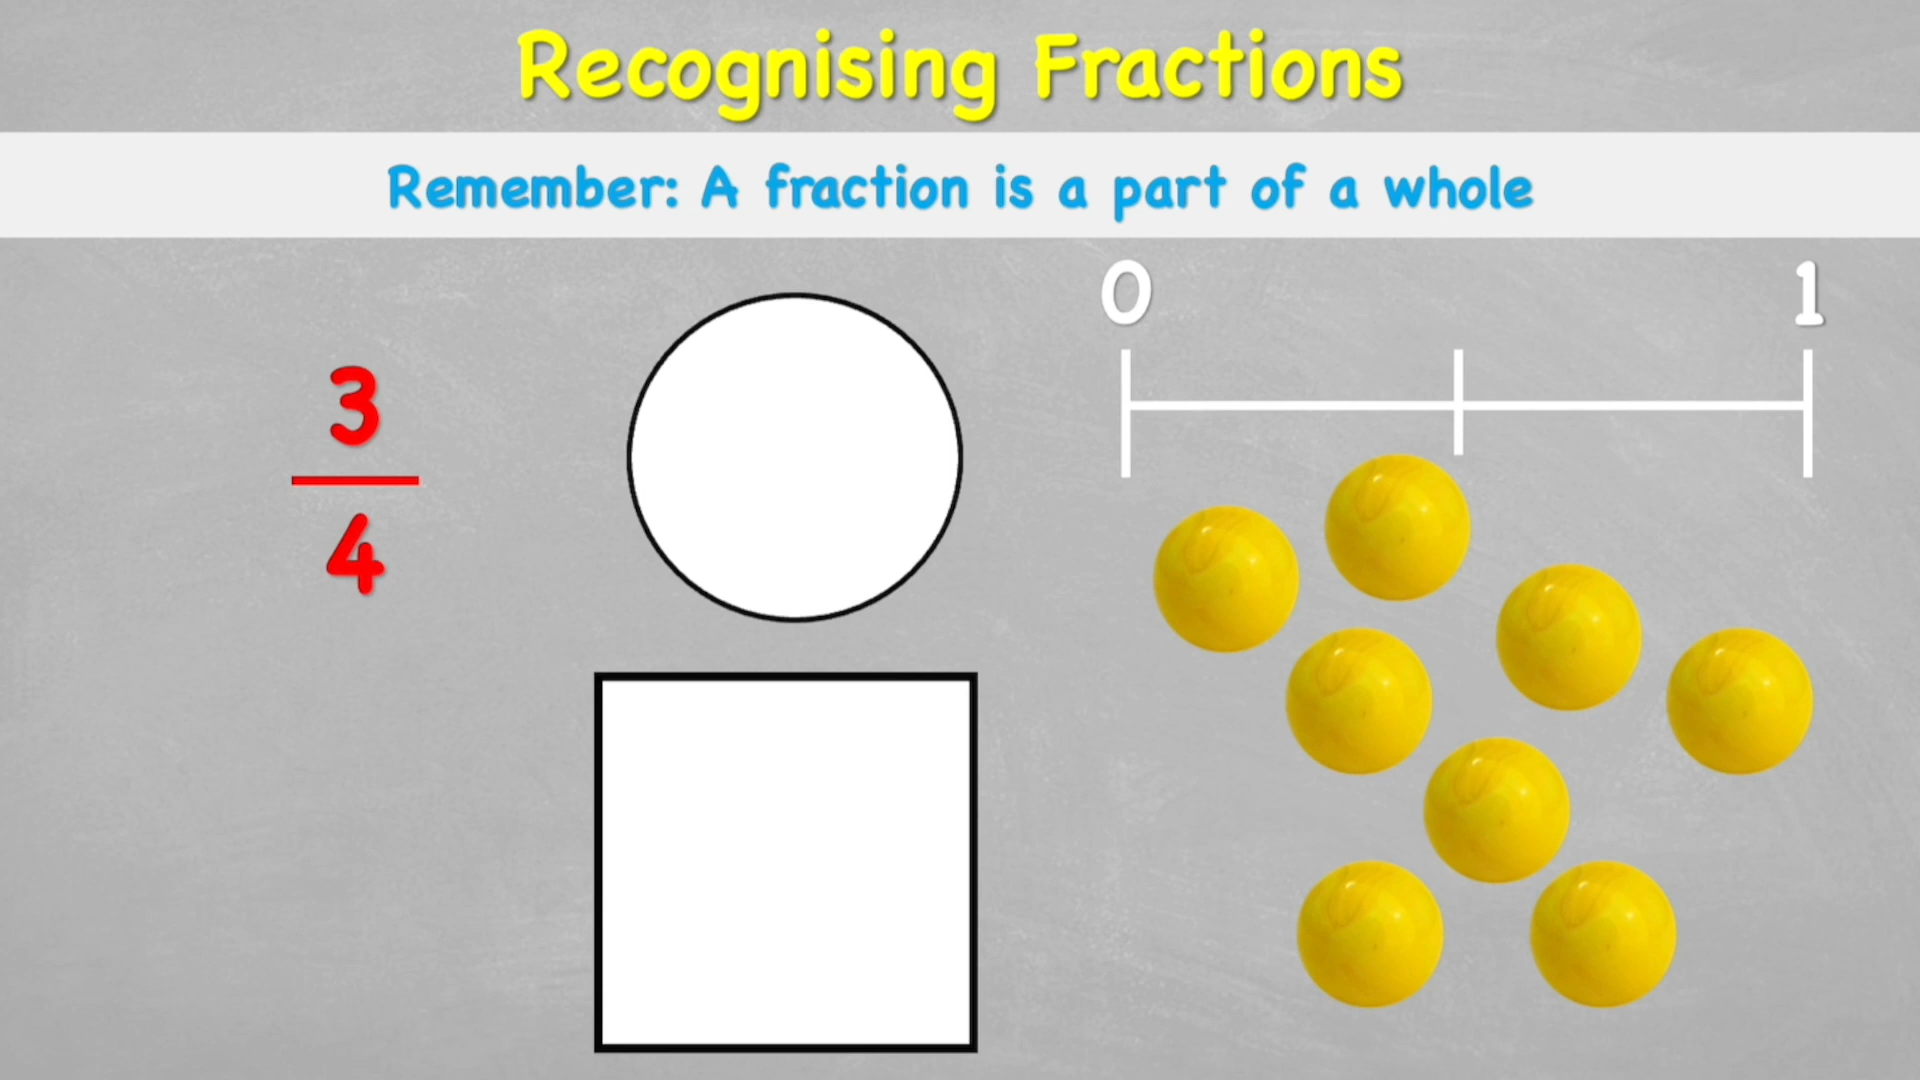 Recognising Fractions
Remember: A fraction is a part of a whole
0 1
3
4